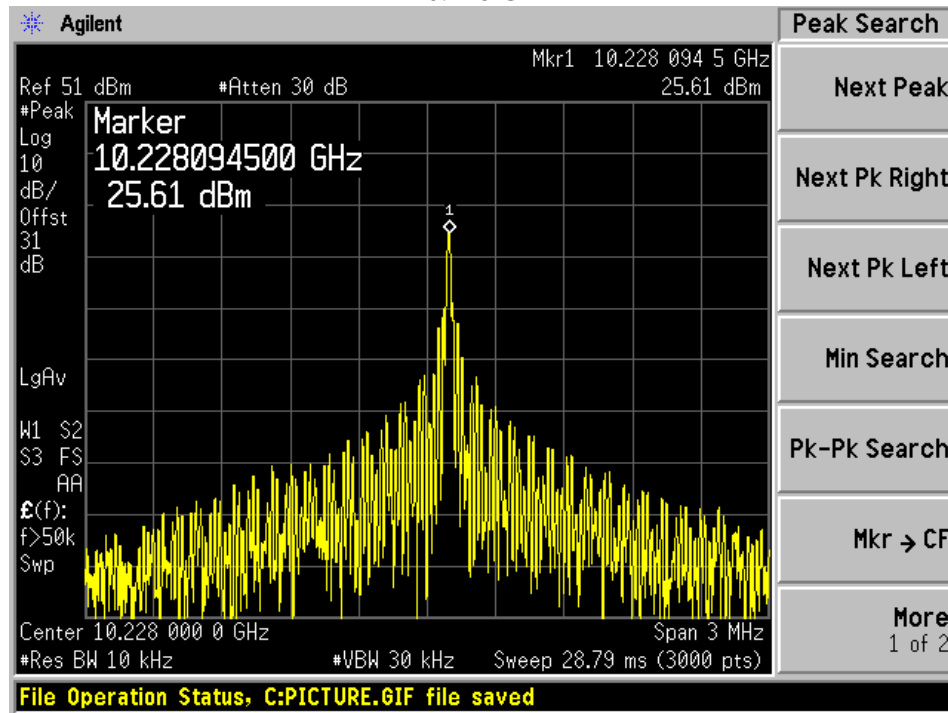 Agilent
Peak Search
Mkr1 10.228 094 5 GHz
Ref 51 dBm #Atten 30 dB 25.61 dBm
#Peak
Log
10
dB/
Offst
31
dB
Marker
10.228094500 GHz
25.61 dBm
1
LgAv
W1 S2
S3 FS
AA
£(f):
f>50k
Swp
Center 10.228 000 0 GHz Span 3 MHz
#Res BW 10 kHz #VBW 30 kHz Sweep 28.79 ms (3000 pts)
File Operation Status, C:PICTURE.GIF file saved
Next Peak
Next Pk Right
Next Pk Left
Min Search
Pk-Pk Search
Mkr → CF
More
1 of 2